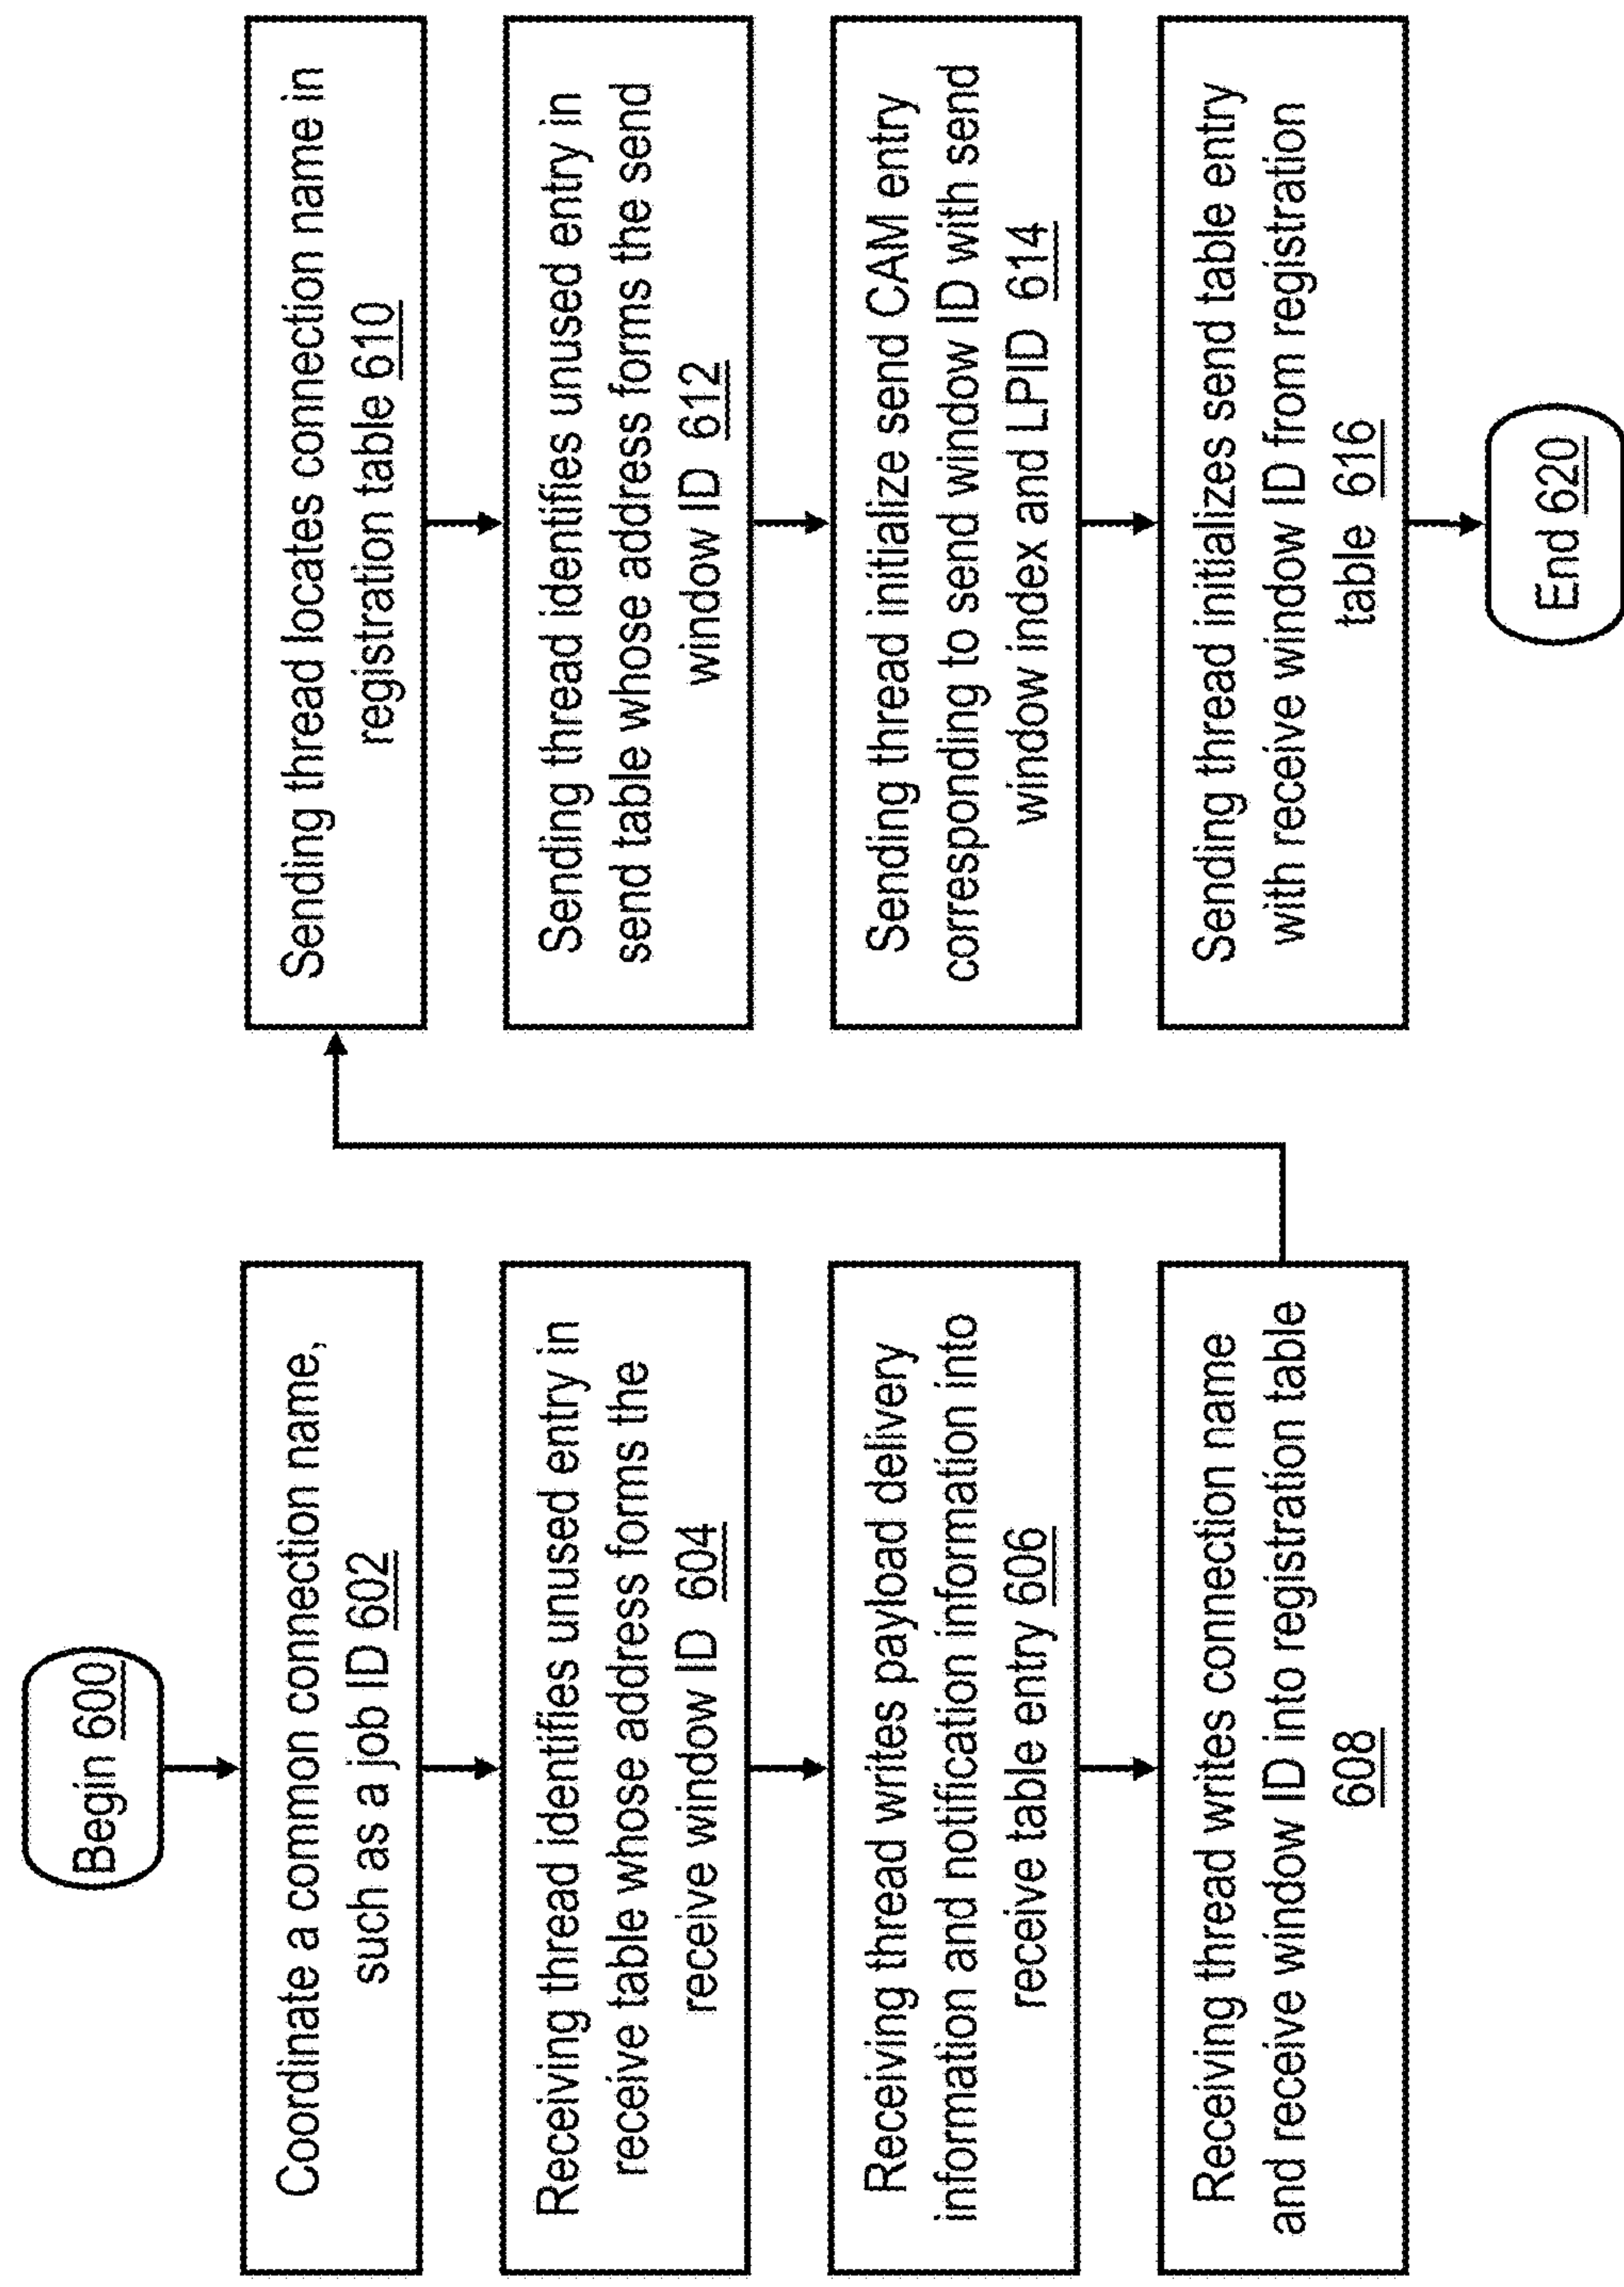 Begin 600
Coordinate a common connection name,
such as a job ID 602
Receiving thread identifies unused entry in
receive table whose address forms the
receive window ID 604
Receiving thread writes payload delivery
information and notification information into
receive table entry 606
Receiving thread writes connection name
and receive window ID into registration table
608
Sending thread locates connection name in
registration table 610
Sending thread identifies unused entry in
send table whose address forms the send
window ID 612
Sending thread initialize send CAM entry
corresponding to send window ID with send
window index and LPID 614
Sending thread initializes send table entry
with receive window ID from registration
table 616
End 620